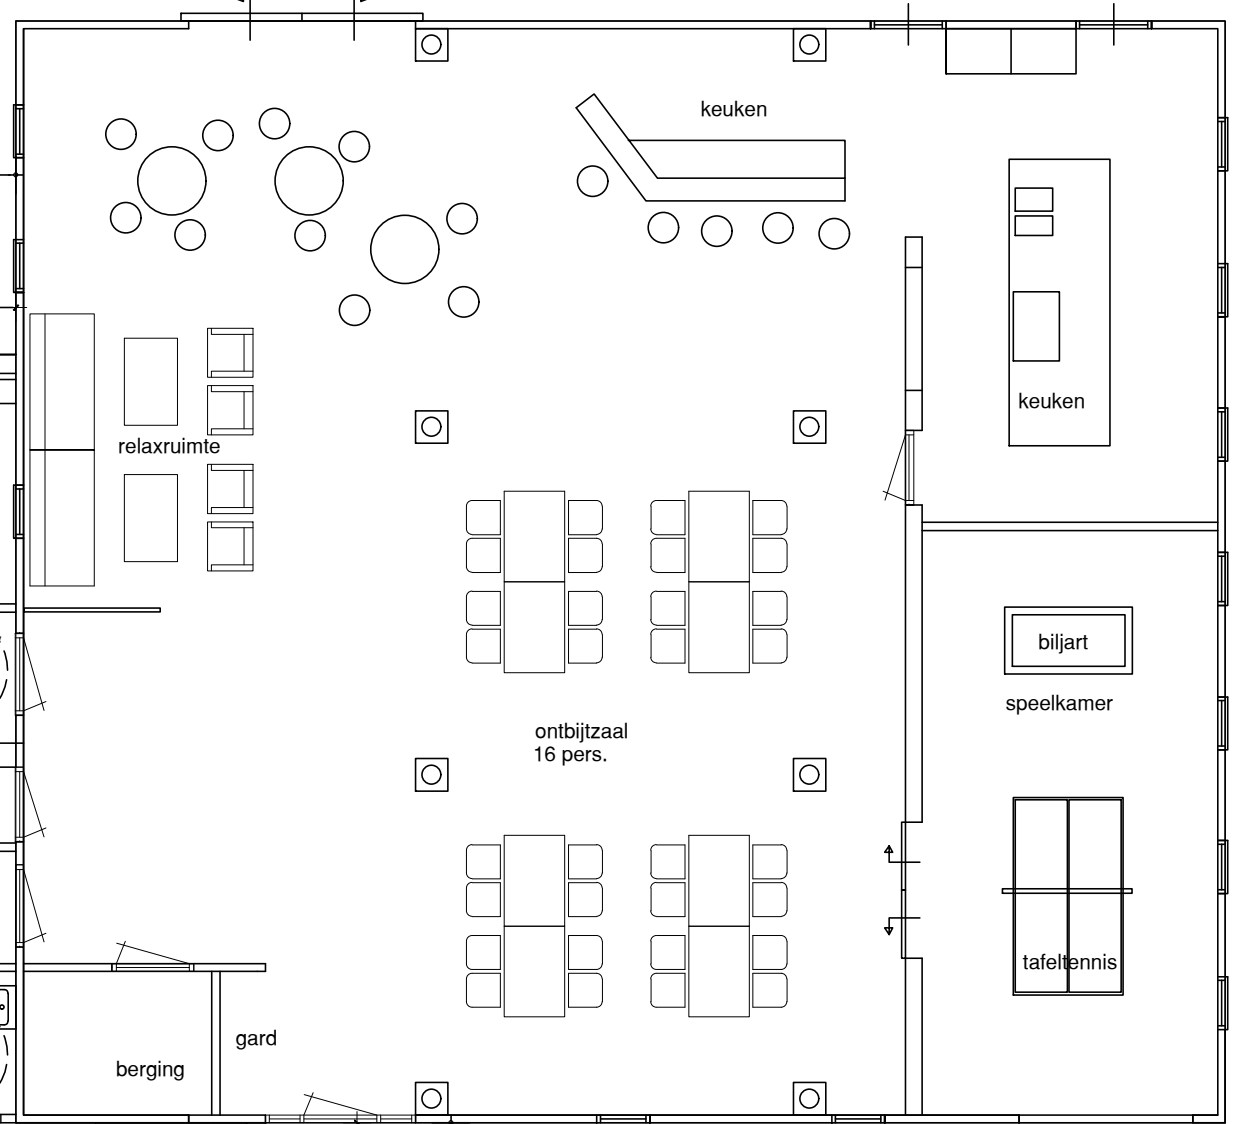 keuken
keuken
relaxruimte
biljart
speelkamer
ontbijtzaal
16 pers.
tafeltennis
gard
berging